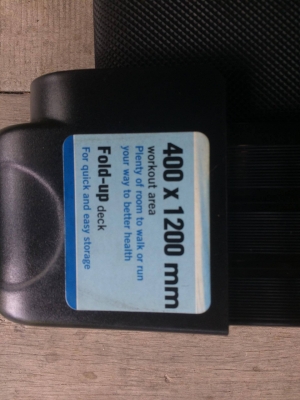 400 x 1200 mm
workout area
Plenty of room to walk or run
your way to better health
Fold-up deck
For quick and easy storage